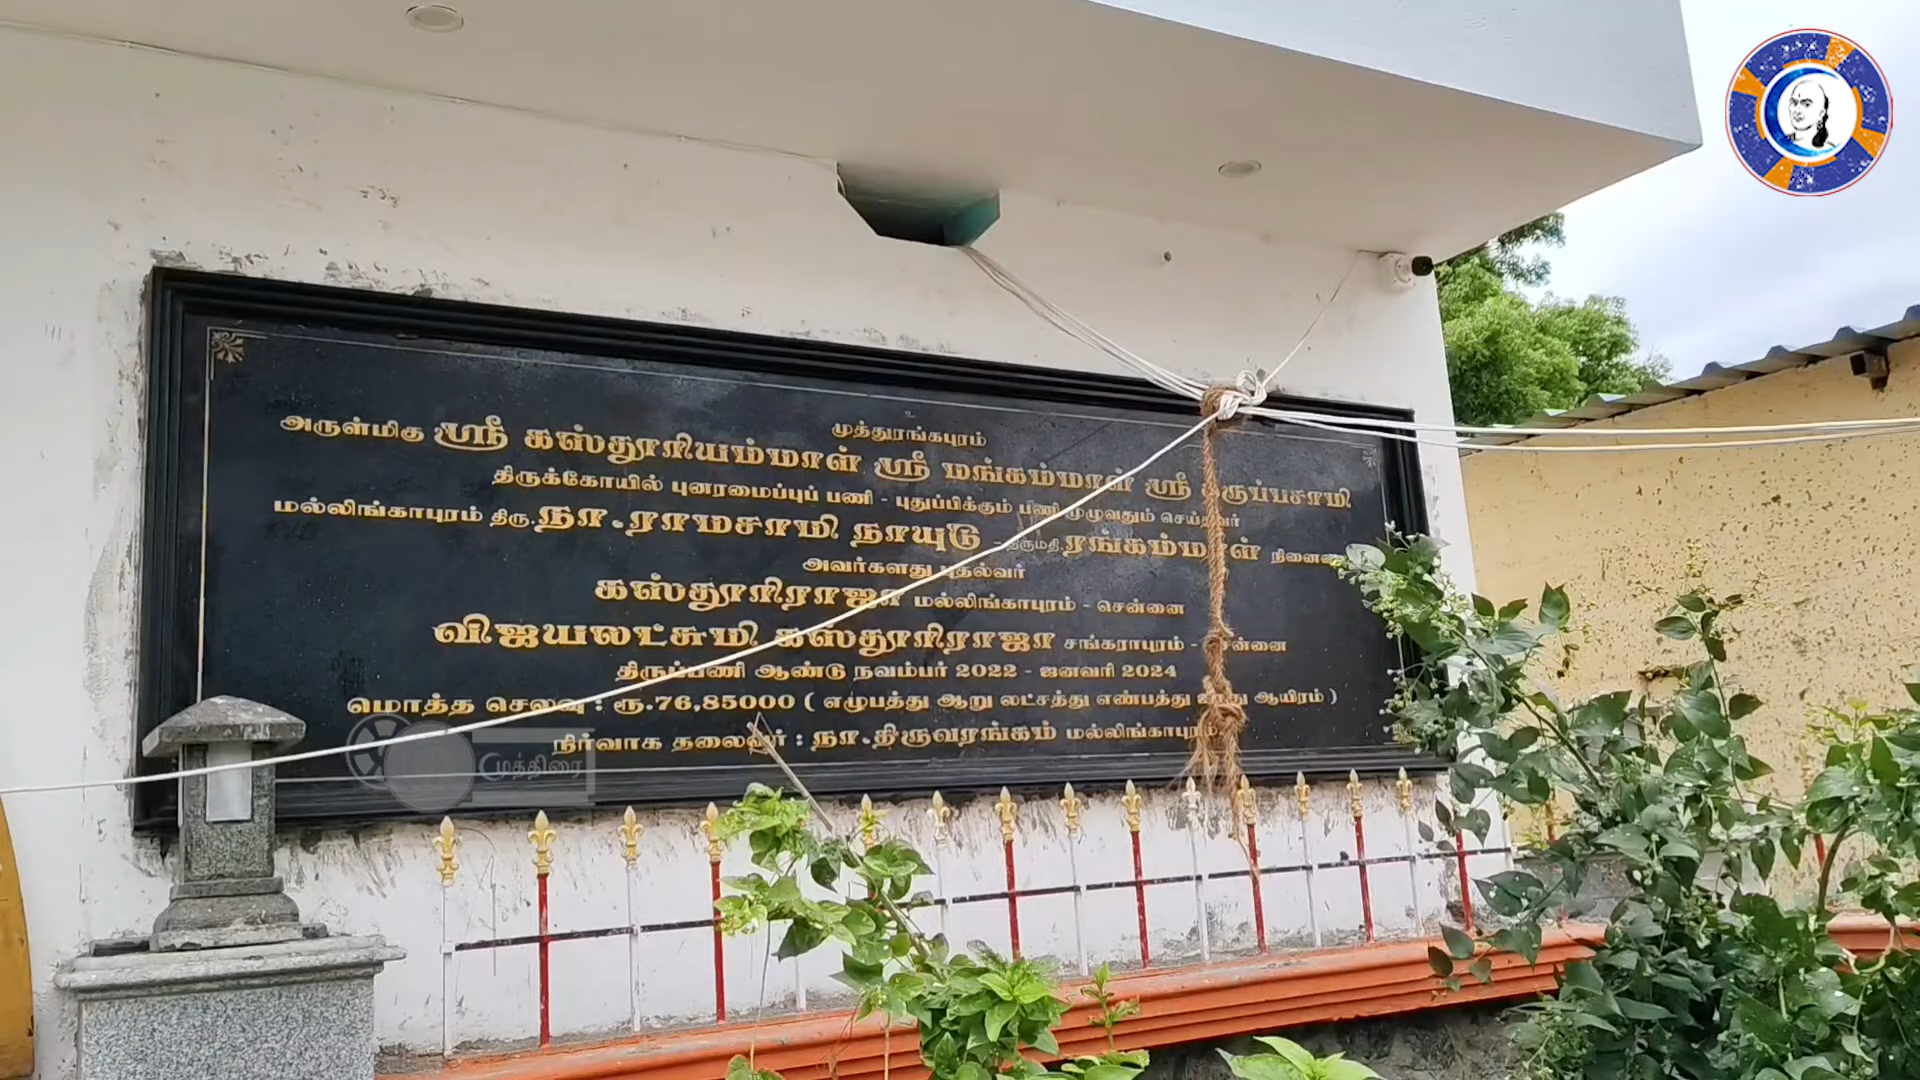 உ
முத்துரங்கபுரம்
அருள்மிகு ஸ்ரீ கஸ்தூரியம்மாள் ஸ்ரீ மங்கம்மாள் ஸ்ரீ கருப்பசாமி
திருக்கோயில் புனரமைப்புப் பணி - புதுப்பிக்கும் பணி முழுவதும் செய்தவர்
மல்லிங்காபுரம் திரு. நா.ராமசாமி நாயுடு - திருமதி. ரங்கம்மாள்
அவர்களது புதல்வர்
கஸ்தூரிராஜா மல்லிங்காபுரம் - சென்னை
விஜயலட்சுமி கஸ்தூரிராஜா சங்கராபுரம் - சென்னை
திருப்பணி ஆண்டு நவம்பர் 2022 - ஜனவரி 2024
மொத்த செலவு : ரூ.76,85000 ( எழுபத்து ஆறு லட்சத்து எண்பத்து ஐந்து ஆயிரம் )
நிர்வாக தலைவர் : நா.திருவரங்கம் மல்லிங்காபுரம்
முத்திரை